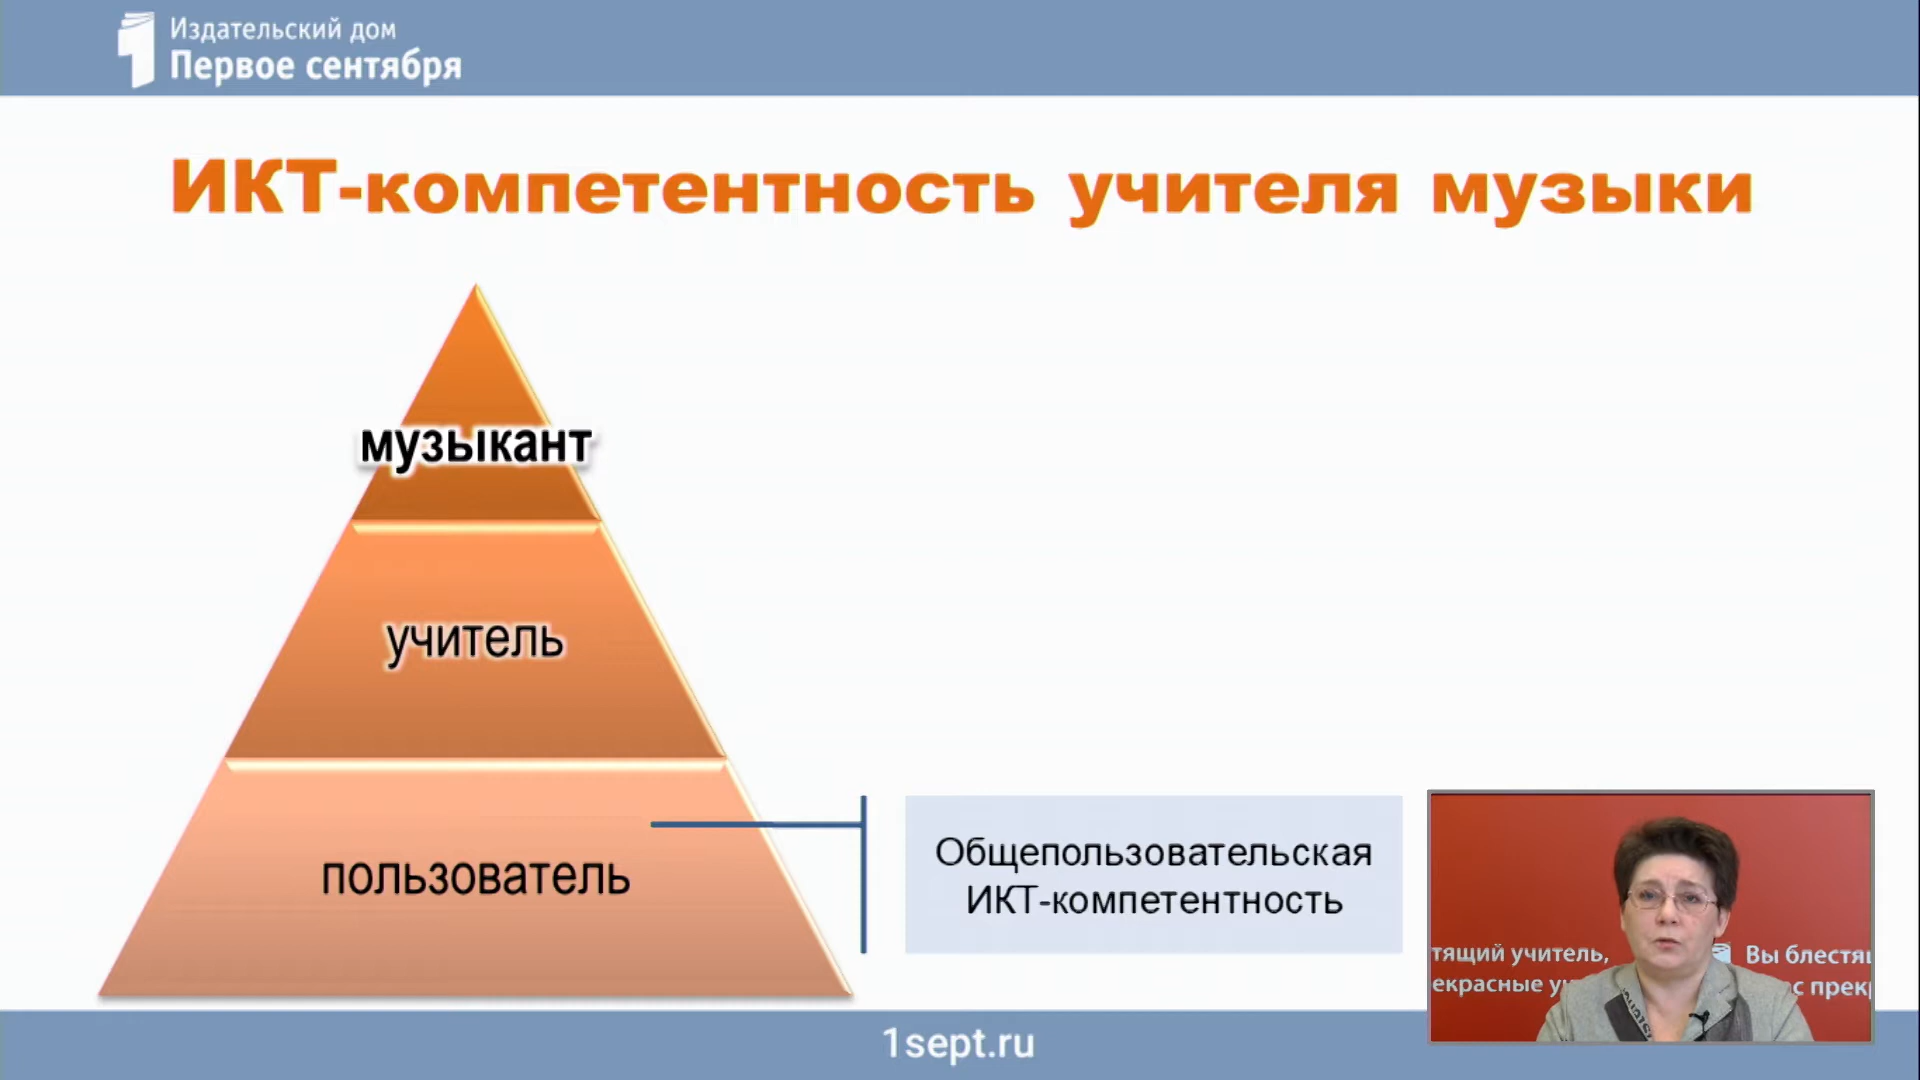 Издательский дом
Первое сентября
ИКТ-компетентность учителя музыки
музыкант
учитель
пользователь
Общепользовательская
ИКТ-компетентность
тящий учитель,
екрасные
Вы блестя
с прек
1sept.ru